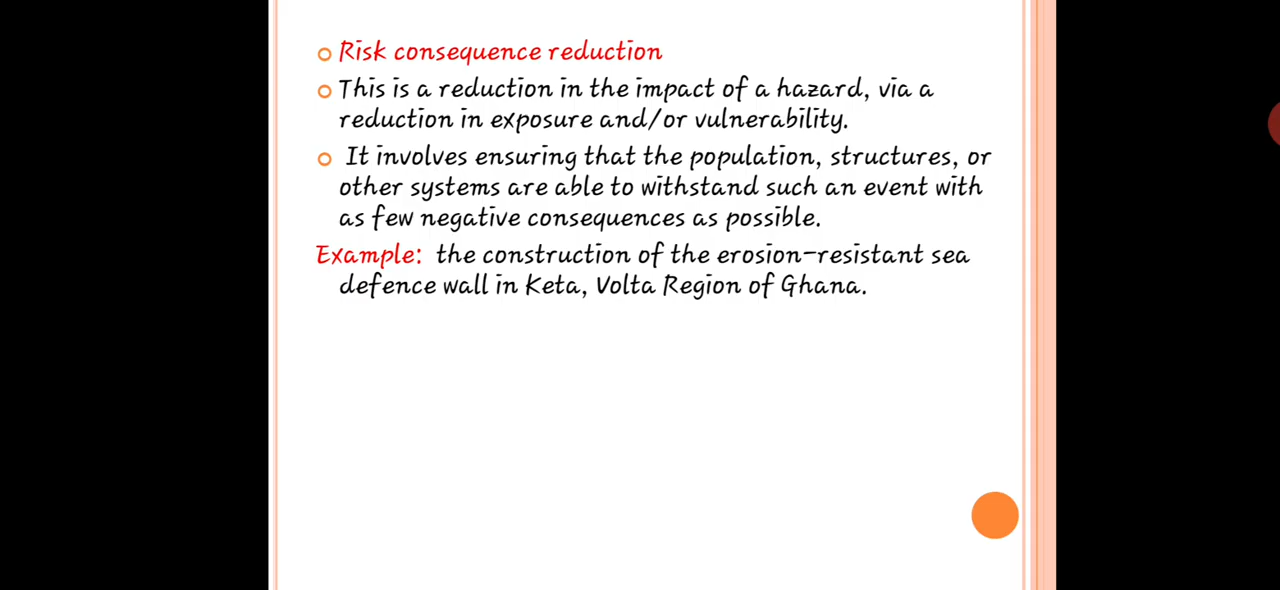 Risk consequence reduction
This is a reduction in the impact of a hazard, via a
reduction in exposure and/or vulnerability.
It involves ensuring that the population, structures, or
other systems are able to withstand such an event with
as few negative consequences as possible.
Example: the construction of the erosion-resistant sea
defence wall in Keta, Volta Region of Ghana.